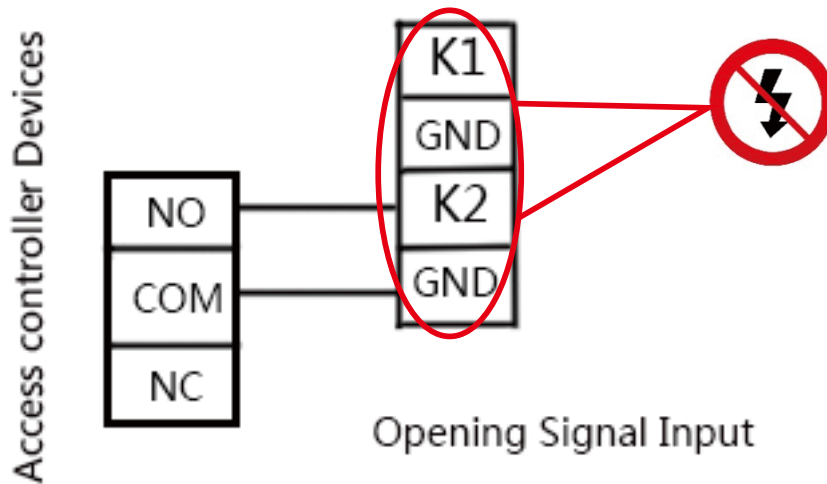 Access controller Devices
NO
COM
NC
K1
GND
K2
GND
Opening Signal Input